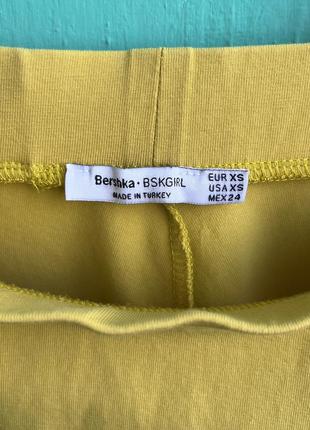 Bershka • BSKGIRL
MADE IN TURKEY
EUR XS
USA XS
MEX 24